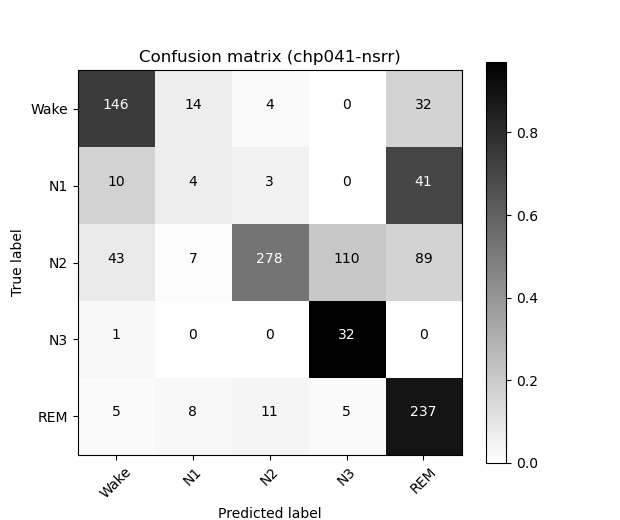 Confusion matrix (chp041-nsrr)
True label
Wake 146 14 4 0 32
N1 10 4 3 0 41
N2 43 7 278 110 89
N3 1 0 0 32 0
REM 5 8 11 5 237
Wake N1 N2 N3 REM
Predicted label
0.8
0.6
0.4
0.2
0.0